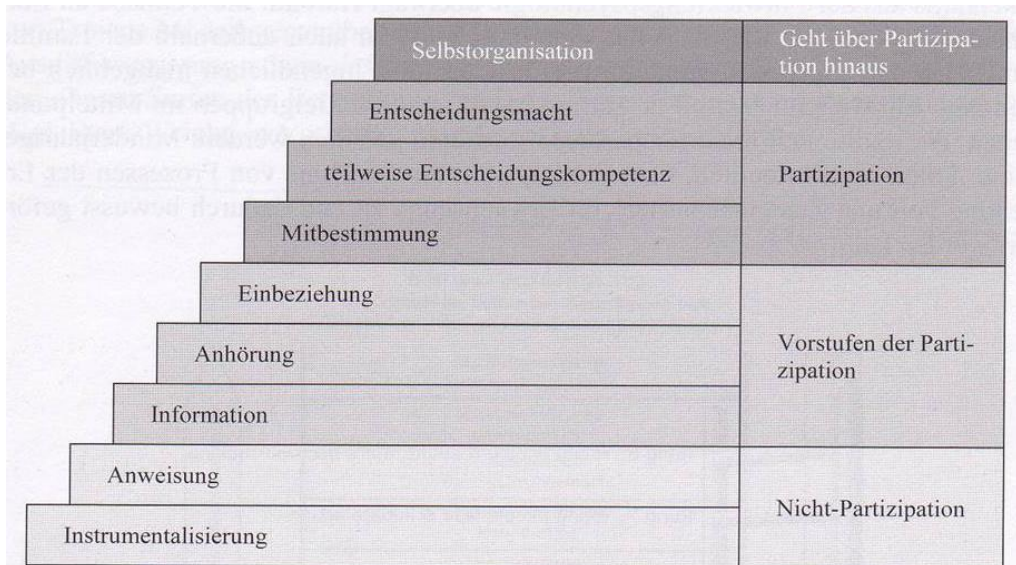 Selbstorganisation
Geht über Partizipa-
tion hinaus
Entscheidungsmacht
teilweise Entscheidungskompetenz
Partizipation
Mitbestimmung
Einbeziehung
Anhörung
Vorstufen der Parti-
zipation
Information
Anweisung
Nicht-Partizipation
Instrumentalisierung